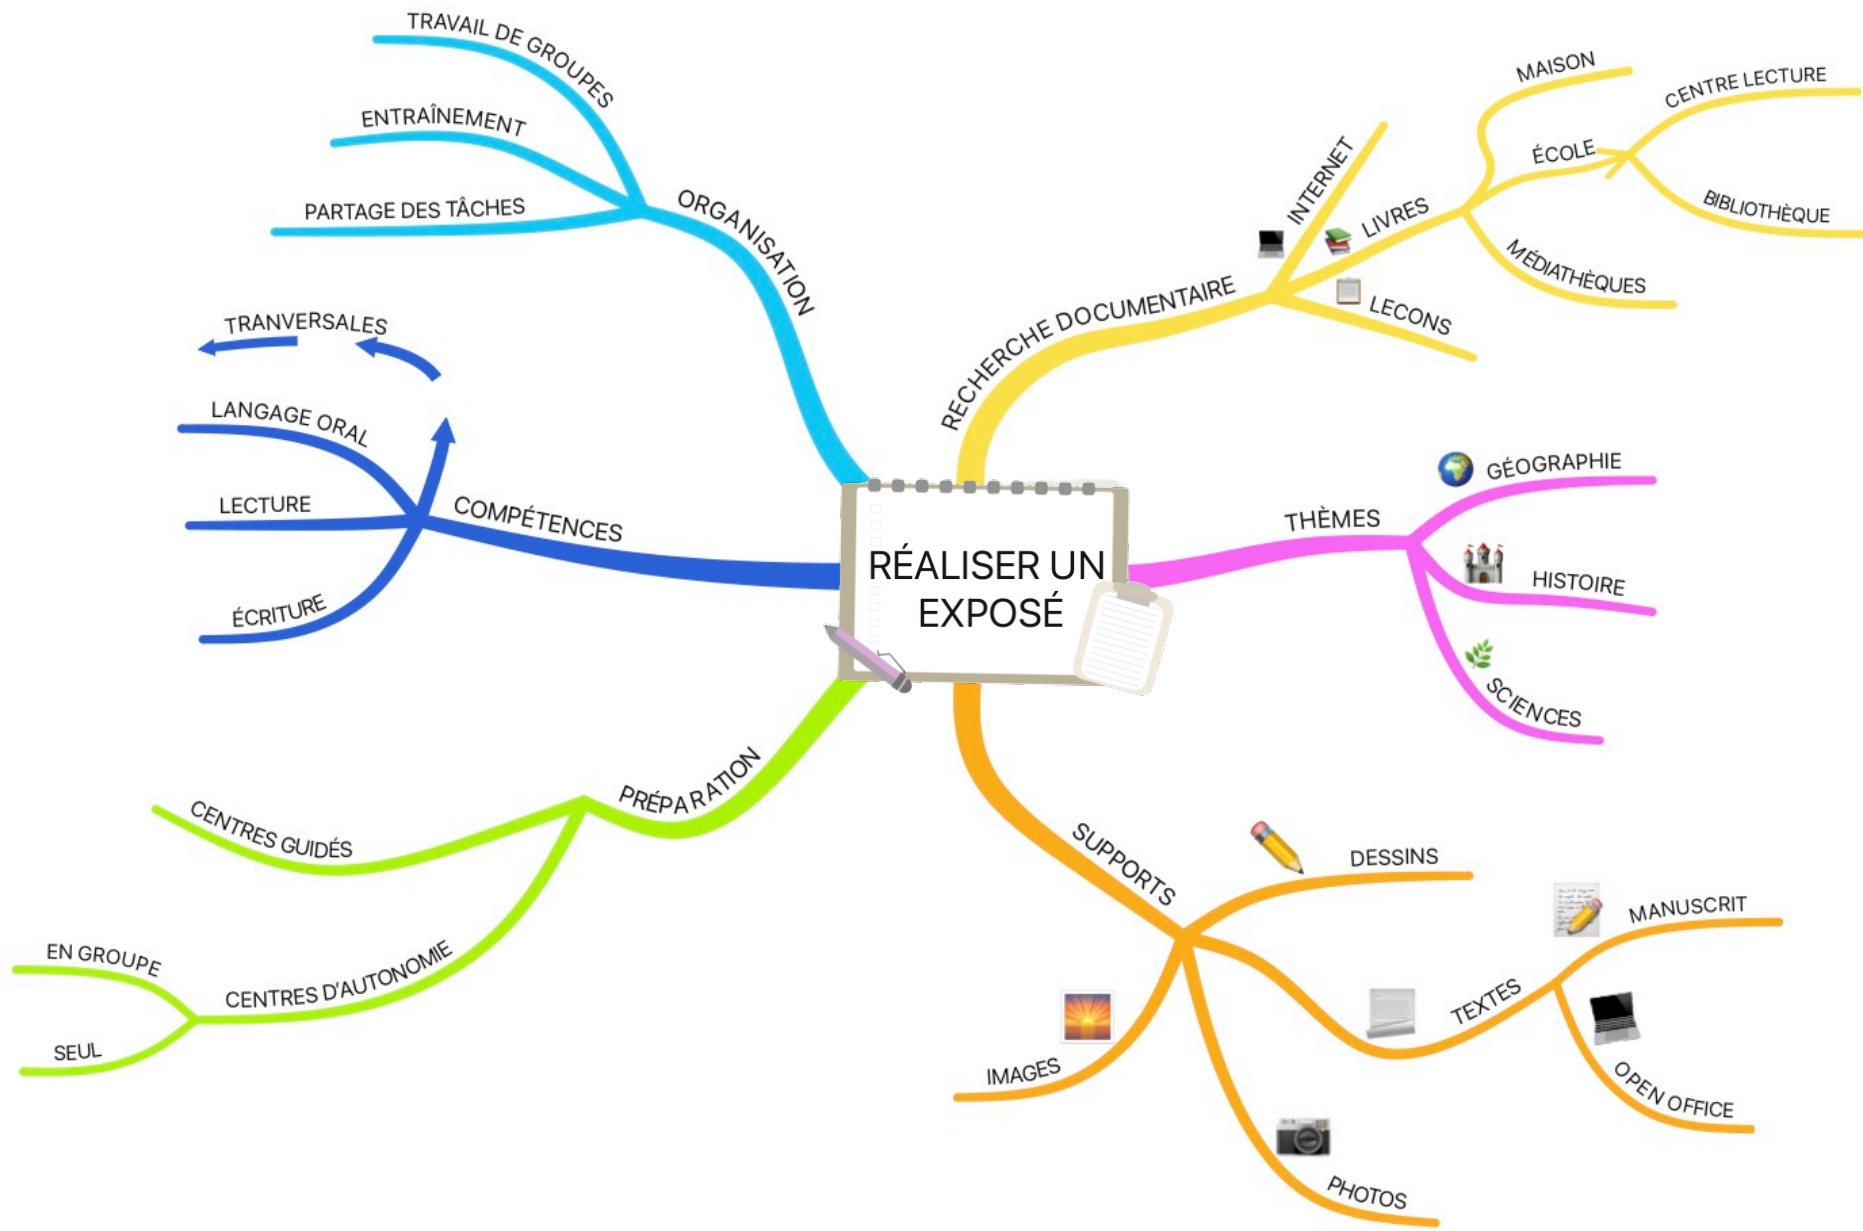 RÉALISER UN
EXPOSÉ
RECHERCHE DOCUMENTAIRE
INTERNET
LIVRES
MAISON
ÉCOLE
CENTRE LECTURE
BIBLIOTHÈQUE
MÉDIATHÈQUES
LECONS
THÈMES
GÉOGRAPHIE
HISTOIRE
SCIENCES
SUPPORTS
DESSINS
TEXTES
MANUSCRIT
OPEN OFFICE
PHOTOS
IMAGES
PRÉPARATION
CENTRES GUIDÉS
CENTRES D'AUTONOMIE
EN GROUPE
SEUL
COMPÉTENCES
TRANVERSALES
LANGAGE ORAL
LECTURE
ÉCRITURE
ORGANISATION
TRAVAIL DE GROUPES
ENTRAÎNEMENT
PARTAGE DES TÂCHES